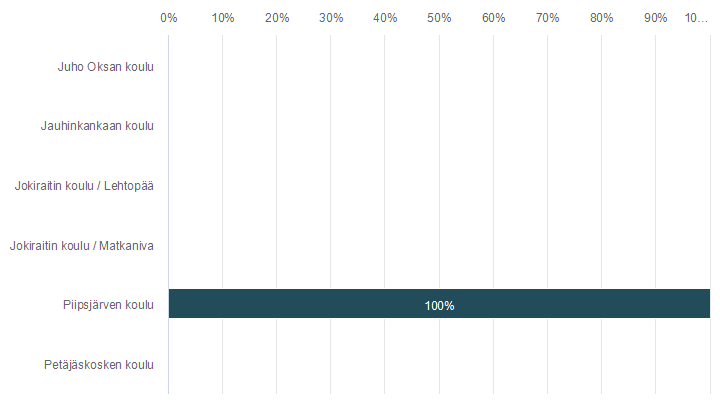 0% 10% 20% 30% 40% 50% 60% 70% 80% 90% 10…
Juho Oksan koulu
Jauhinkankaan koulu
Jokiraitin koulu / Lehtopää
Jokiraitin koulu / Matkaniva
Piipsjärven koulu 100%
Petäjäskosken koulu